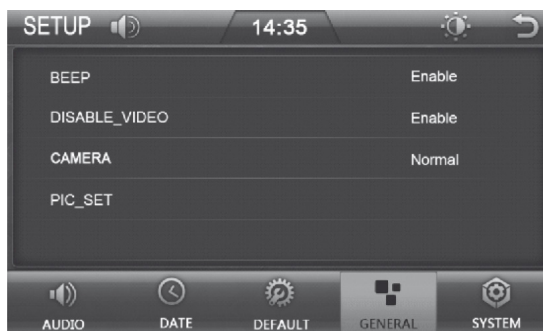 SETUP 14:35
BEEP Enable
DISABLE_VIDEO Enable
CAMERA Normal
PIC_SET
AUDIO DATE DEFAULT GENERAL SYSTEM